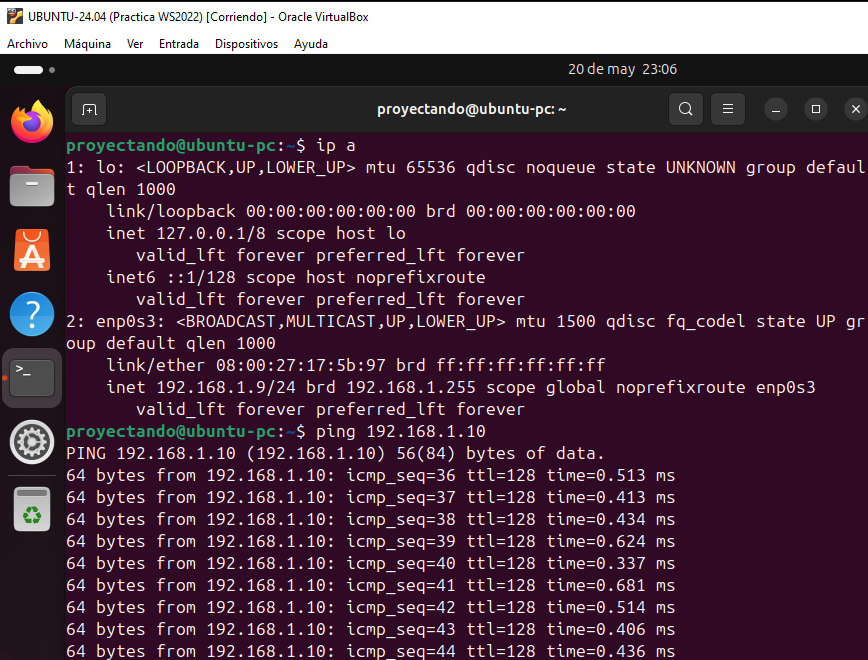 UBUNTU-24.04 (Practica WS2022) [Corriendo] - Oracle VirtualBox
Archivo Máquina Ver Entrada Dispositivos Ayuda
20 de may 23:06
proyectando@ubuntu-pc: ~
proyectando@ubuntu-pc:~$ ip a
1: lo: <LOOPBACK,UP,LOWER_UP> mtu 65536 qdisc noqueue state UNKNOWN group defaul
t qlen 1000
    link/loopback 00:00:00:00:00:00 brd 00:00:00:00:00:00
    inet 127.0.0.1/8 scope host lo
       valid_lft forever preferred_lft forever
    inet6 ::1/128 scope host noprefixroute
       valid_lft forever preferred_lft forever
2: enp0s3: <BROADCAST,MULTICAST,UP,LOWER_UP> mtu 1500 qdisc fq_codel state UP gr
oup default qlen 1000
    link/ether 08:00:27:17:5b:97 brd ff:ff:ff:ff:ff:ff
    inet 192.168.1.9/24 brd 192.168.1.255 scope global noprefixroute enp0s3
       valid_lft forever preferred_lft forever
proyectando@ubuntu-pc:~$ ping 192.168.1.10
PING 192.168.1.10 (192.168.1.10) 56(84) bytes of data.
64 bytes from 192.168.1.10: icmp_seq=36 ttl=128 time=0.513 ms
64 bytes from 192.168.1.10: icmp_seq=37 ttl=128 time=0.413 ms
64 bytes from 192.168.1.10: icmp_seq=38 ttl=128 time=0.434 ms
64 bytes from 192.168.1.10: icmp_seq=39 ttl=128 time=0.624 ms
64 bytes from 192.168.1.10: icmp_seq=40 ttl=128 time=0.337 ms
64 bytes from 192.168.1.10: icmp_seq=41 ttl=128 time=0.681 ms
64 bytes from 192.168.1.10: icmp_seq=42 ttl=128 time=0.514 ms
64 bytes from 192.168.1.10: icmp_seq=43 ttl=128 time=0.406 ms
64 bytes from 192.168.1.10: icmp_seq=44 ttl=128 time=0.436 ms